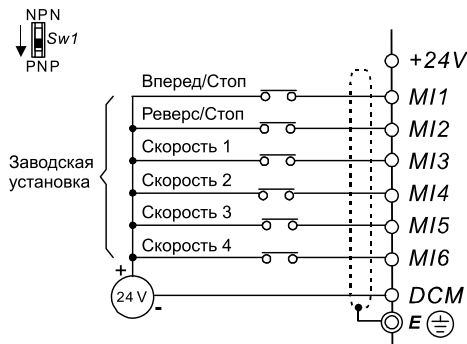 NPN
Sw1
PNP
+24V
Вперед/Стоп
MI1
Реверс/Стоп
MI2
Скорость 1
MI3
Заводская
установка
Скорость 2
MI4
Скорость 3
MI5
Скорость 4
MI6
+
24 V
-
DCM
E